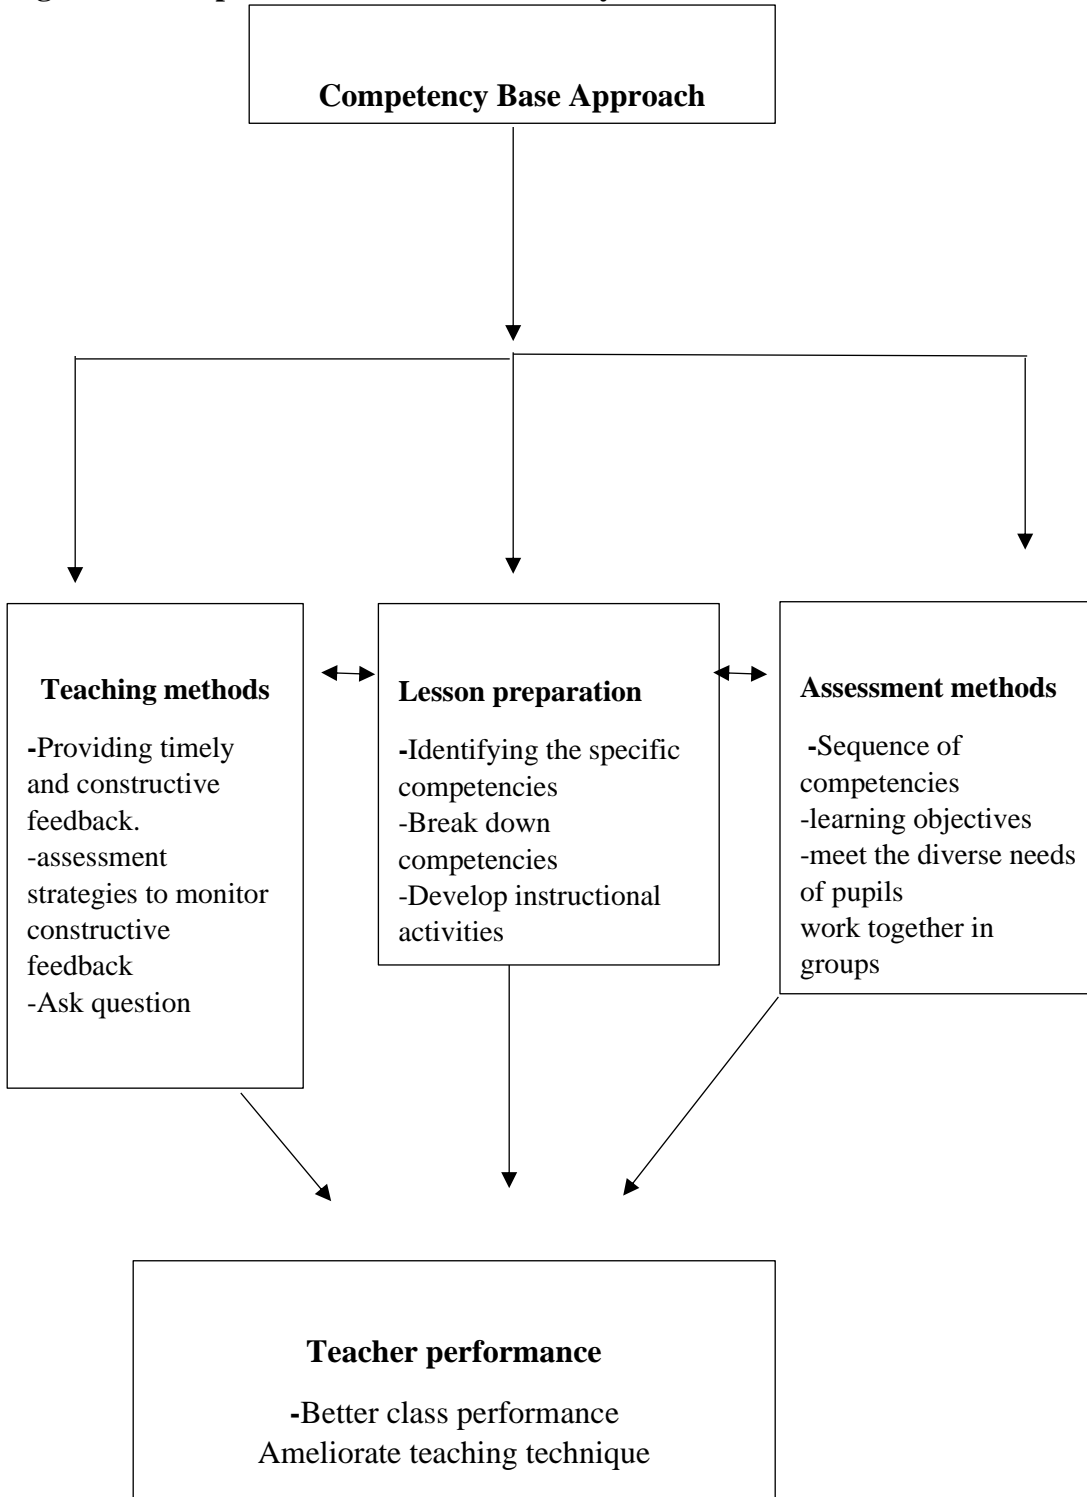 Competency Base Approach
Teaching methods
-Providing timely
and constructive
feedback.
-assessment
strategies to monitor
constructive
feedback
-Ask question
Lesson preparation
-Identifying the specific
competencies
-Break down
competencies
-Develop instructional
activities
Assessment methods
-Sequence of
competencies
-learning objectives
-meet the diverse needs
of pupils
work together in
groups
Teacher performance
-Better class performance
Ameliorate teaching technique